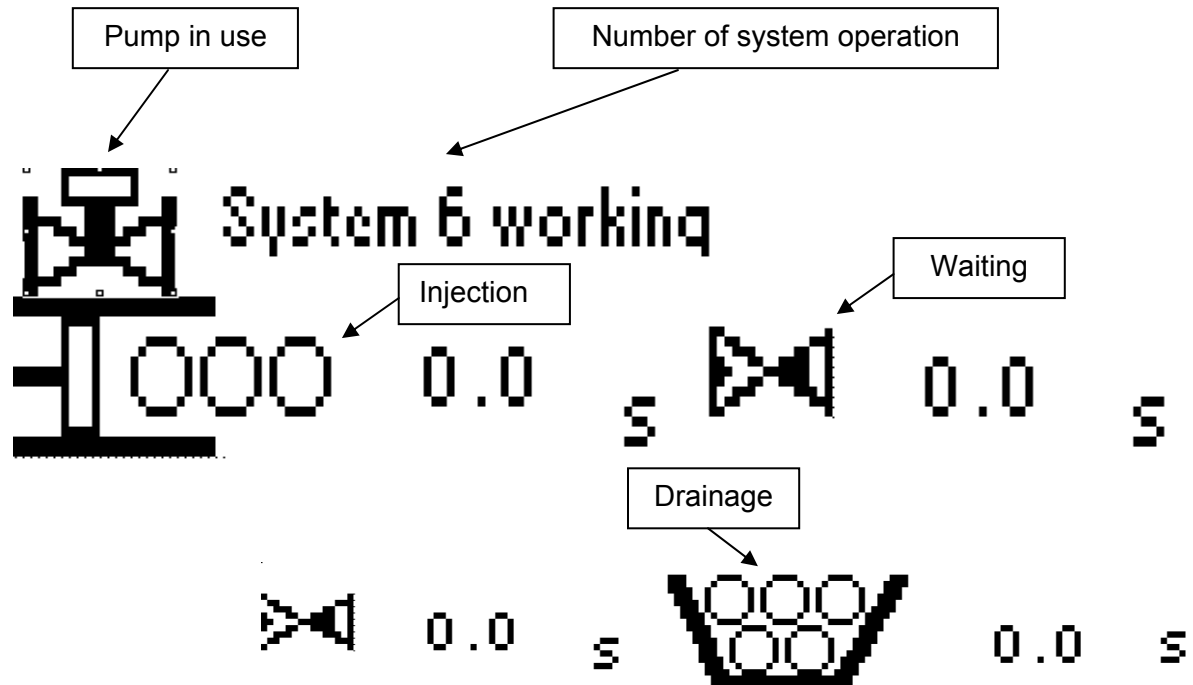 Pump in use
Number of system operation
System 6 working
Waiting
Injection
0.0 s 0.0 s
Drainage
0.0 s 0.0 s